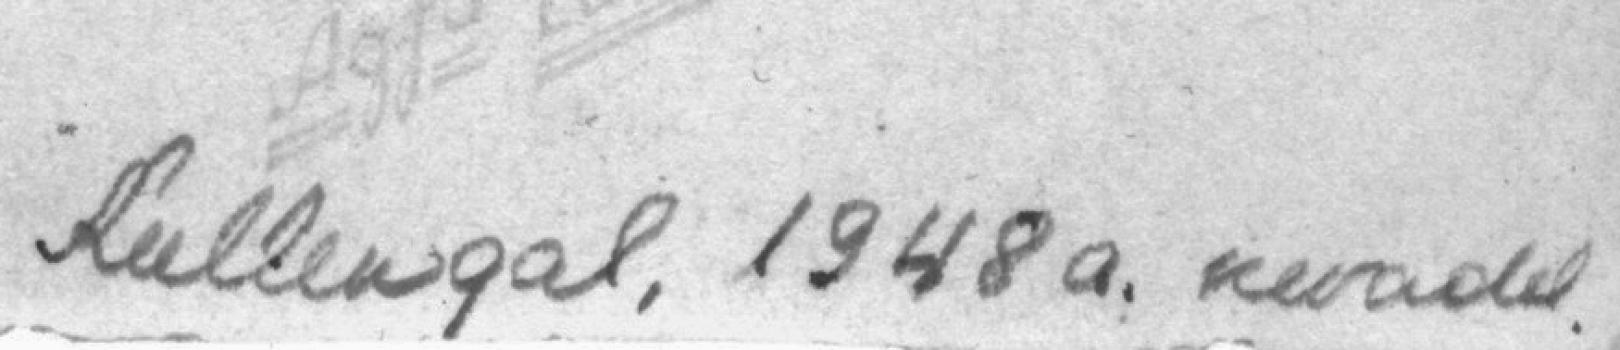 Kullengal, 1948 a. kevadel.